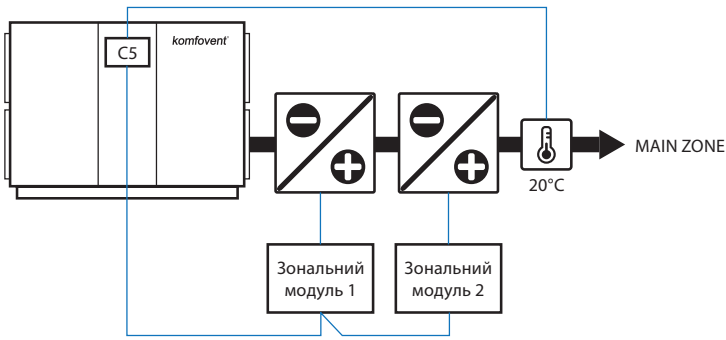 C5
komfovent
MAIN ZONE
20°C
Зональний
модуль 1
Зональний
модуль 2